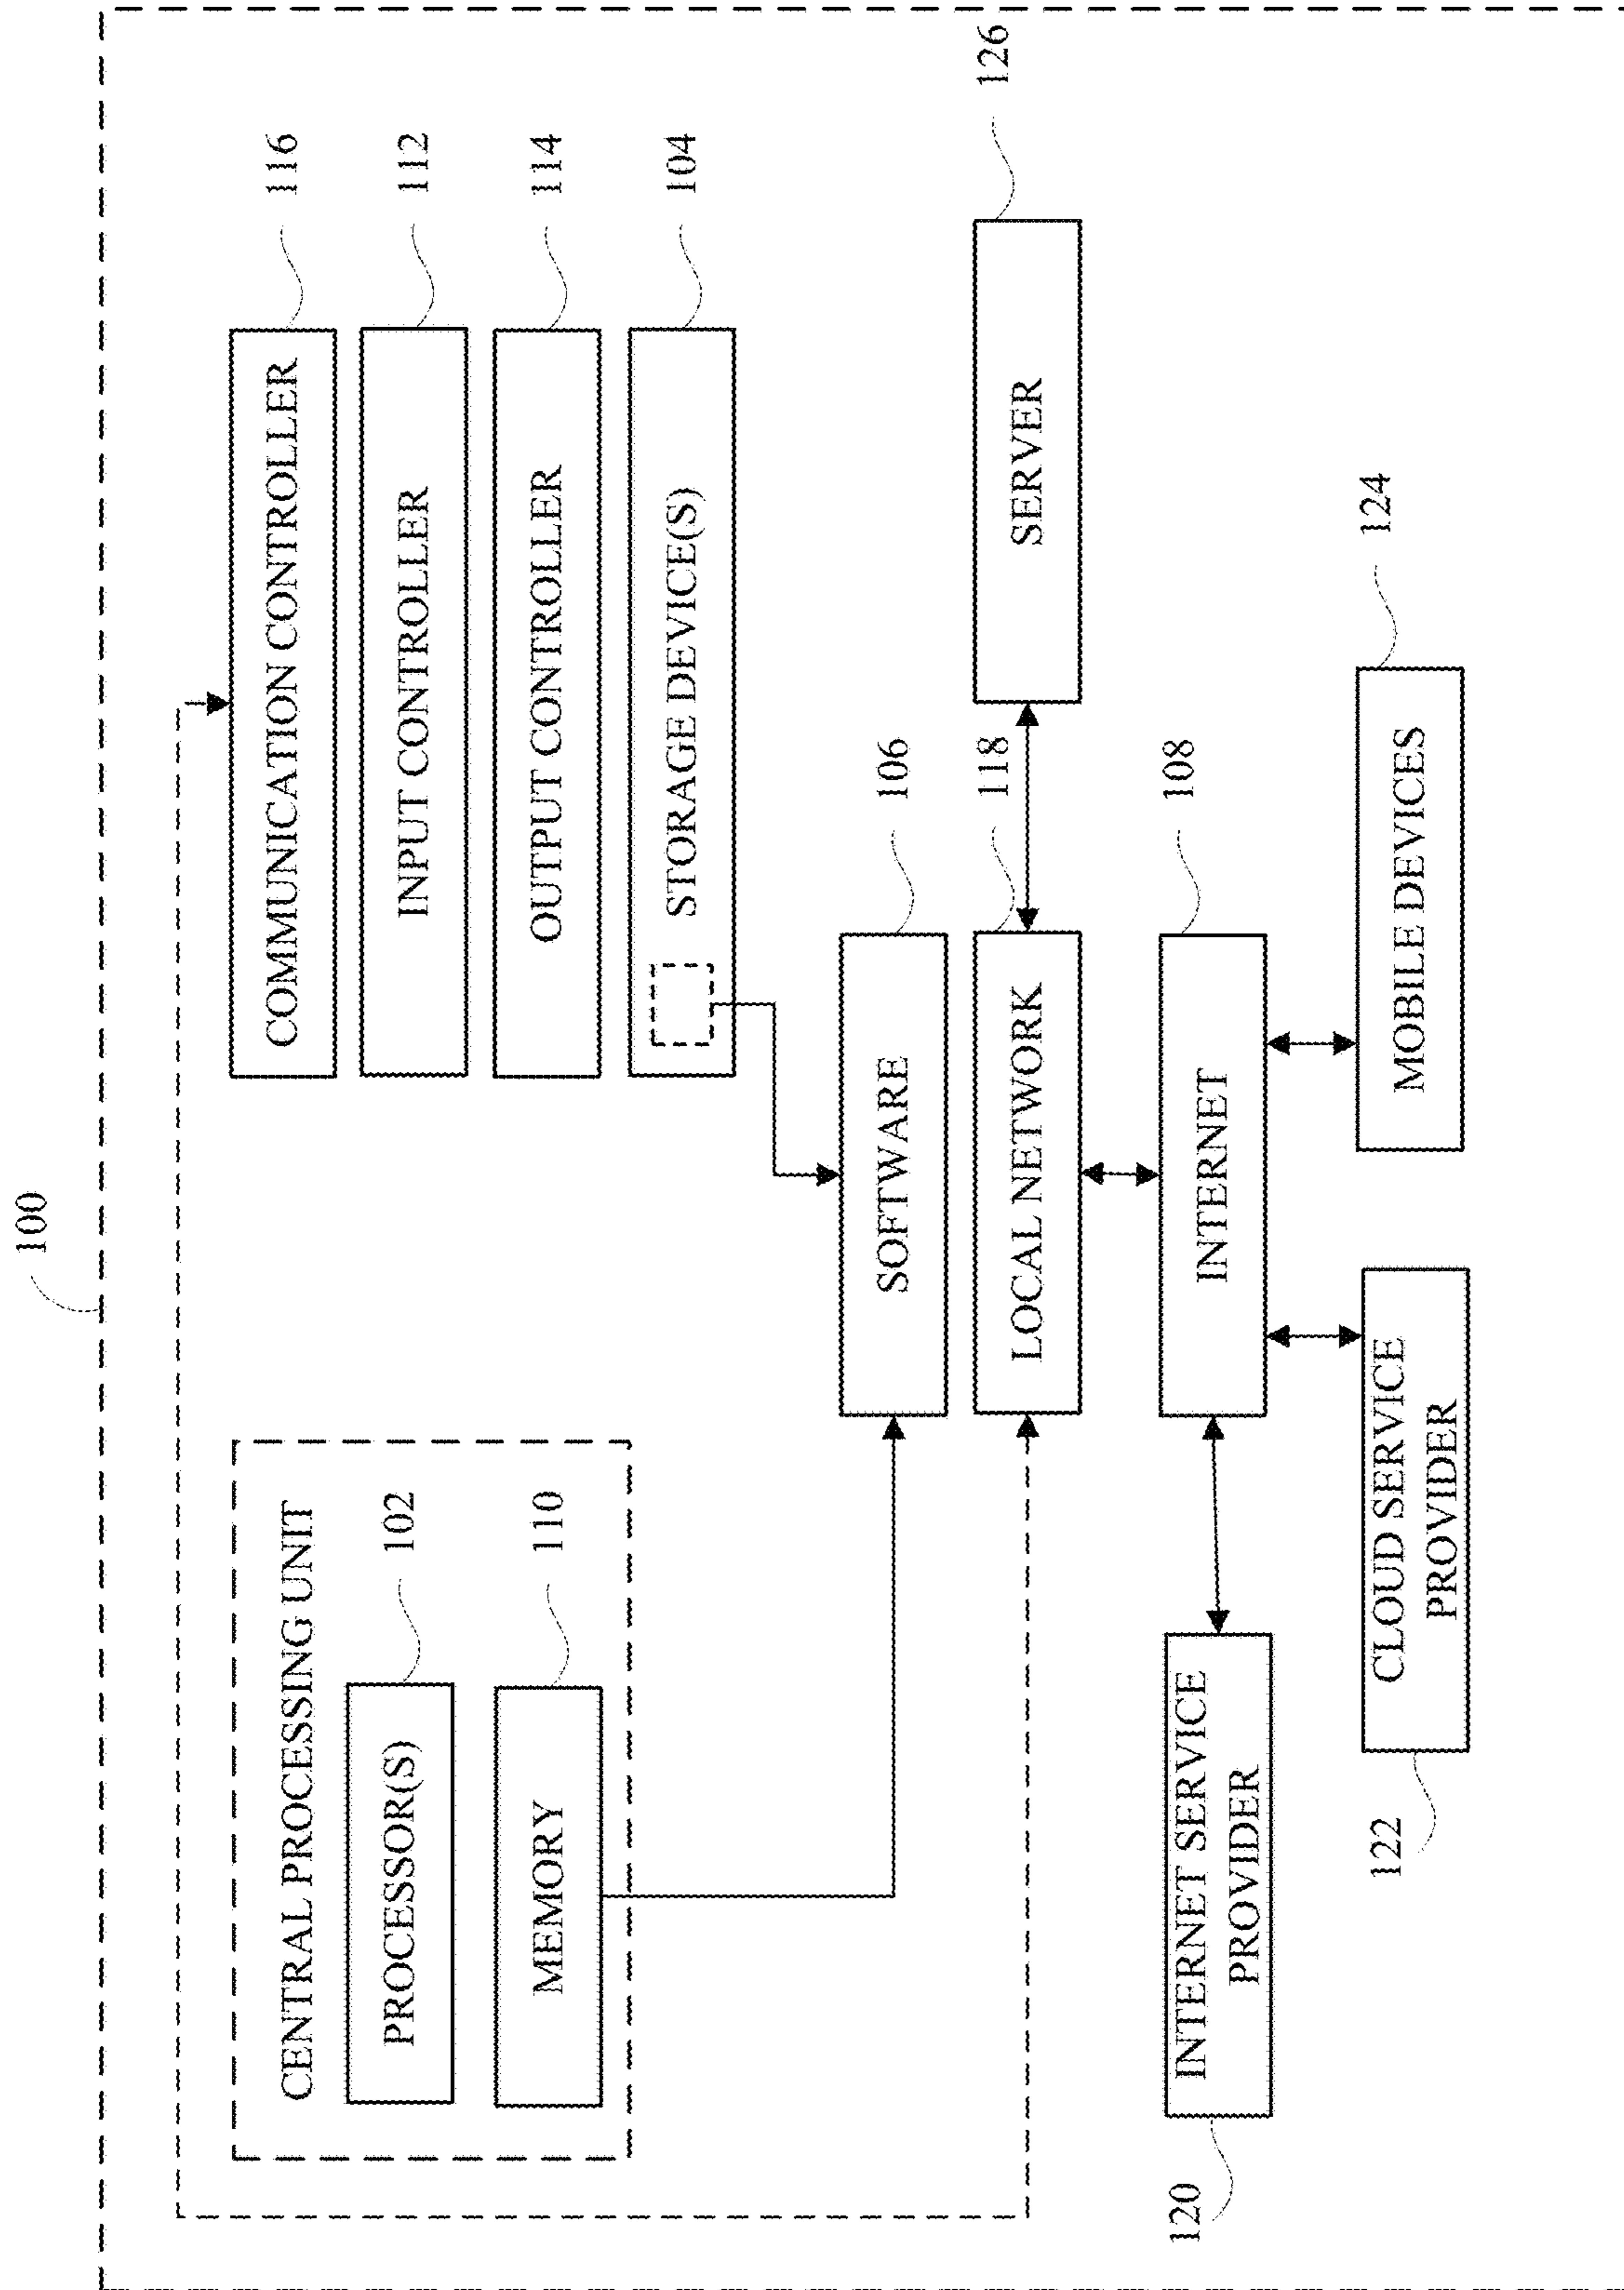 100
CENTRAL PROCESSING UNIT
PROCESSOR(S)
102
MEMORY
110
COMMUNICATION CONTROLLER
116
INPUT CONTROLLER
112
OUTPUT CONTROLLER
114
STORAGE DEVICE(S)
104
SOFTWARE
106
LOCAL NETWORK
118
SERVER
126
INTERNET
108
INTERNET SERVICE
PROVIDER
120
CLOUD SERVICE
PROVIDER
122
MOBILE DEVICES
124